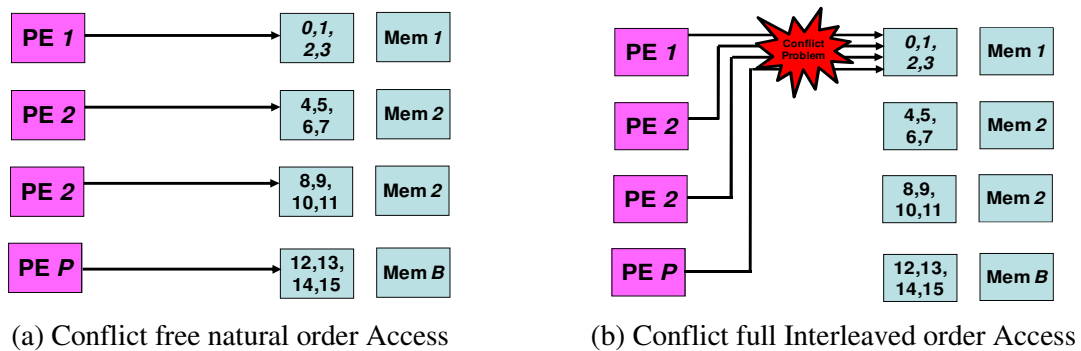 PE 1
0,1,
2,3
Mem 1
PE 2
4,5,
6,7
Mem 2
PE 2
8,9,
10,11
Mem 2
PE P
12,13,
14,15
Mem B
(a) Conflict free natural order Access
PE 1
Conflict
Problem
0,1,
2,3
Mem 1
PE 2
4,5,
6,7
Mem 2
PE 2
8,9,
10,11
Mem 2
PE P
12,13,
14,15
Mem B
(b) Conflict full Interleaved order Access